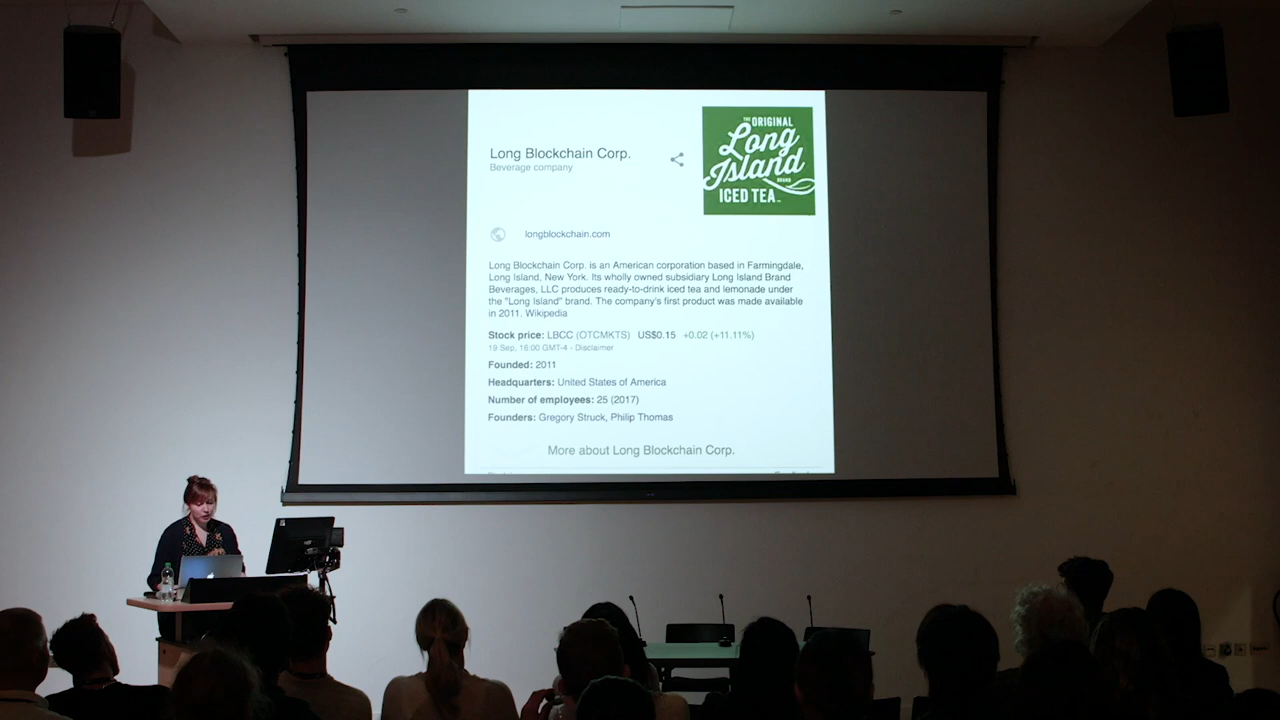 Long Blockchain Corp.
Beverage company
THE ORIGINAL
Long
Island
BRAND
ICED TEA
longblockchain.com
Long Blockchain Corp. is an American corporation based in Farmingdale,
Long Island, New York. Its wholly owned subsidiary Long Island Brand
Beverages, LLC produces ready-to-drink iced tea and lemonade under
the "Long Island" brand. The company's first product was made available
in 2011. Wikipedia
Stock price: LBCC (OTCMKTS) US$0.15 +0.02 (+11.11%)
19 Sep, 16:00 GMT-4 - Disclaimer
Founded: 2011
Headquarters: United States of America
Number of employees: 25 (2017)
Founders: Gregory Struck, Philip Thomas
More about Long Blockchain Corp.